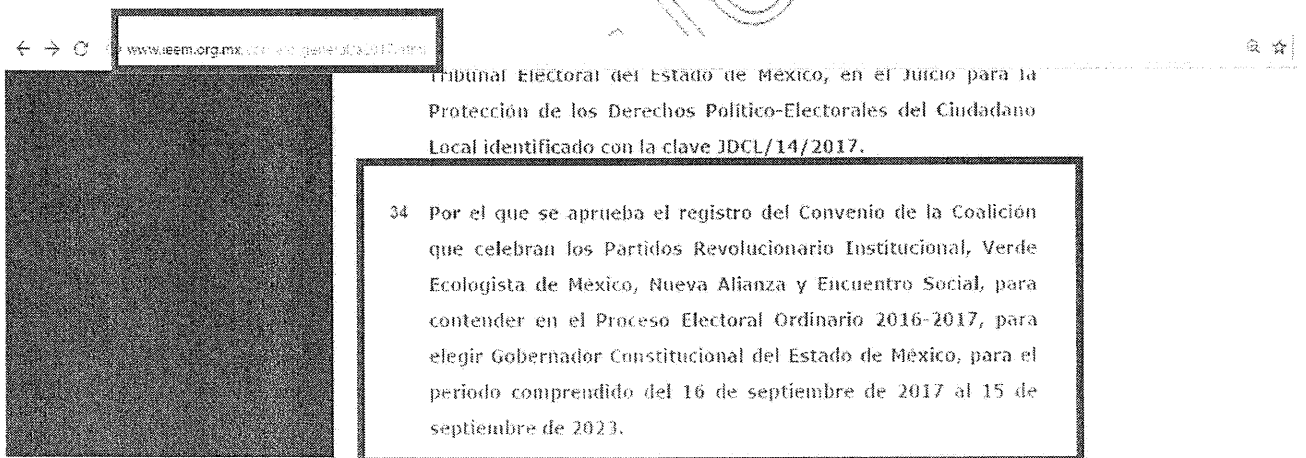 www.ieem.org.mx
Tribunal Electoral del Estado de México, en el Juicio para la
Protección de los Derechos Político-Electorales del Ciudadano
Local identificado con la clave JDCL/14/2017.
34 Por el que se aprueba el registro del Convenio de la Coalición
que celebran los Partidos Revolucionario Institucional, Verde
Ecologista de México, Nueva Alianza y Encuentro Social, para
contender en el Proceso Electoral Ordinario 2016-2017, para
elegir Gobernador Constitucional del Estado de México, para el
periodo comprendido del 16 de septiembre de 2017 al 15 de
septiembre de 2023.